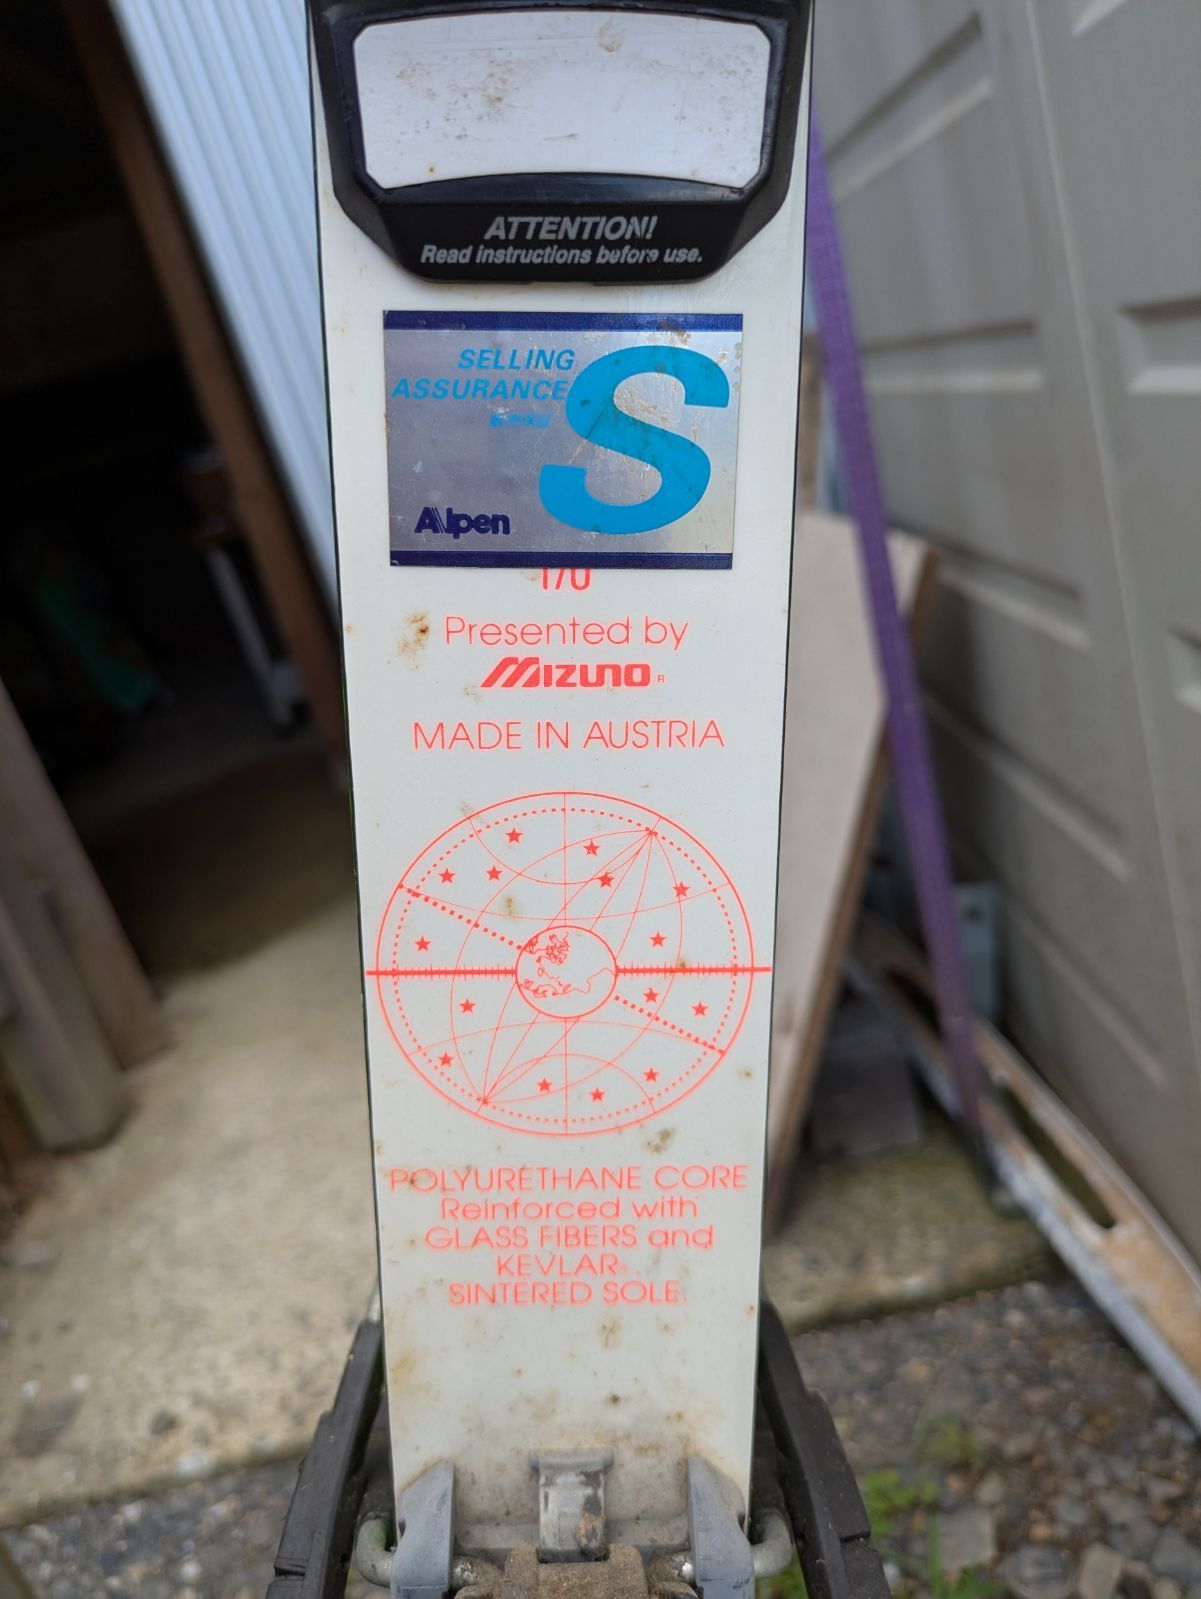 ATTENTION!
Read instructions before use.
SELLING
ASSURANCE
S
Alpen
170
Presented by
MIZUNO R
MADE IN AUSTRIA
POLYURETHANE CORE
Reinforced with
GLASS FIBERS and
KEVLAR
SINTERED SOLE